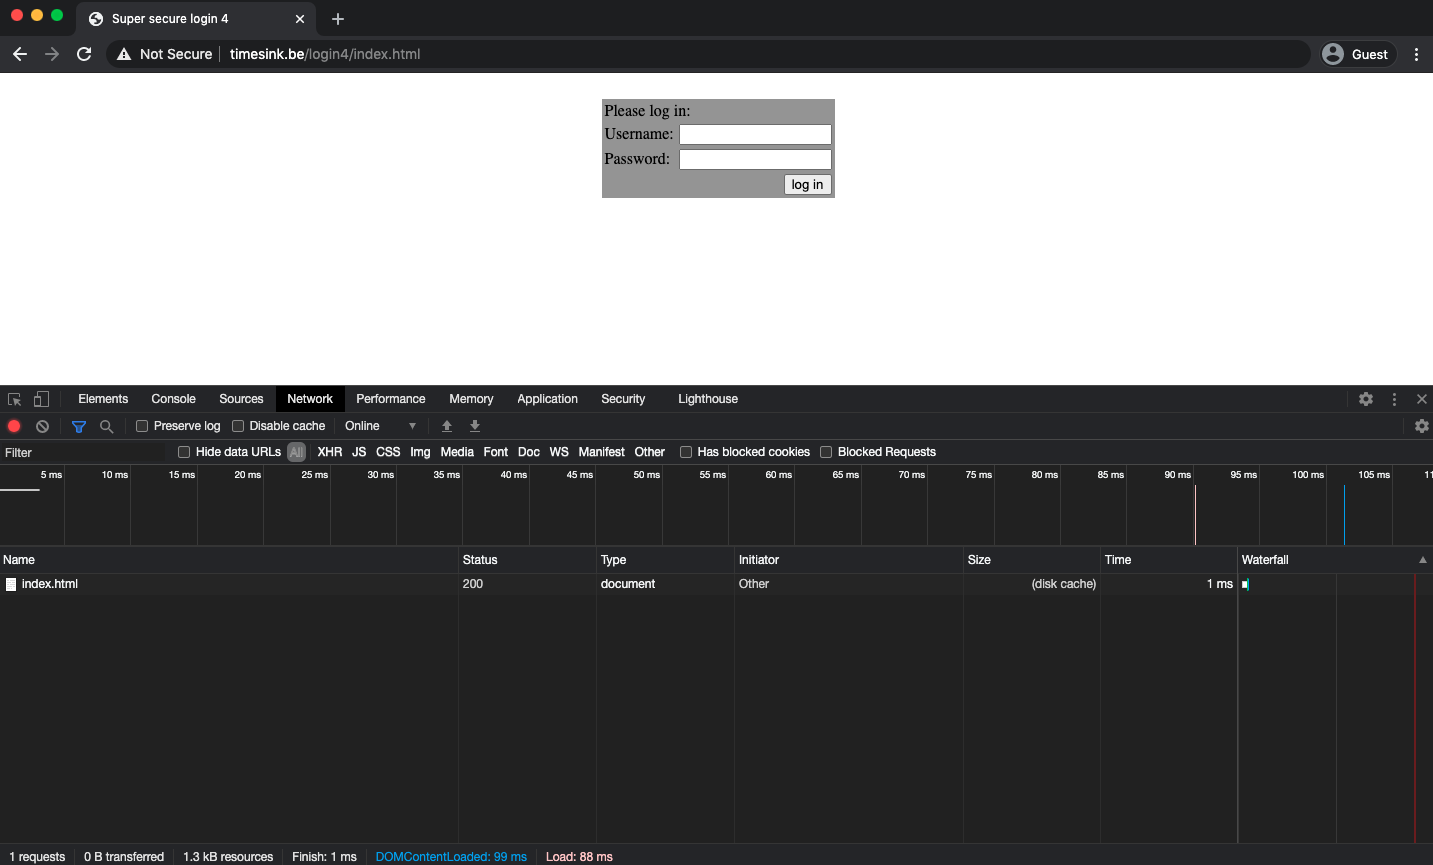 Super secure login 4
Not Secure timesink.be/login4/index.html Guest
Please log in:
Username:
Password:
log in
Elements Console Sources Network Performance Memory Application Security Lighthouse
Preserve log Disable cache Online
Filter Hide data URLs All XHR JS CSS Img Media Font Doc WS Manifest Other Has blocked cookies Blocked Requests
5 ms 10 ms 15 ms 20 ms 25 ms 30 ms 35 ms 40 ms 45 ms 50 ms 55 ms 60 ms 65 ms 70 ms 75 ms 80 ms 85 ms 90 ms 95 ms 100 ms 105 ms 11
Name Status Type Initiator Size Time Waterfall
index.html 200 document Other (disk cache) 1 ms
1 requests 0 B transferred 1.3 kB resources Finish: 1 ms DOMContentLoaded: 99 ms Load: 88 ms